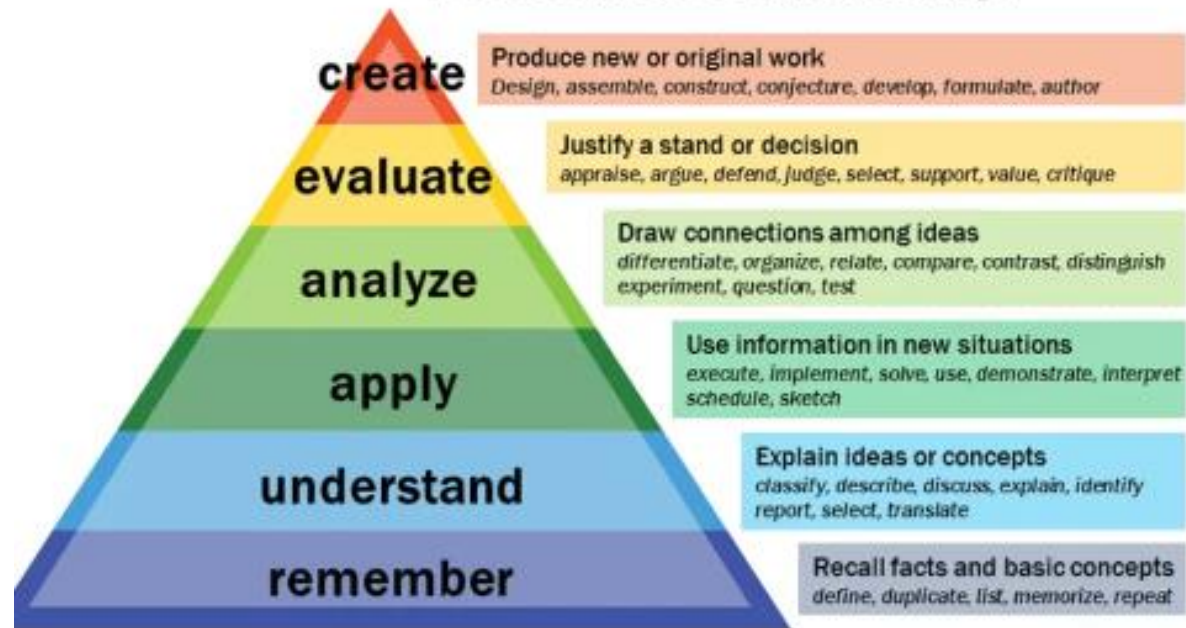 create
Produce new or original work
Design, assemble, construct, conjecture, develop, formulate, author
evaluate
Justify a stand or decision
appraise, argue, defend, judge, select, support, value, critique
analyze
Draw connections among ideas
differentiate, organize, relate, compare, contrast, distinguish
experiment, question, test
apply
Use information in new situations
execute, implement, solve, use, demonstrate, interpret
schedule, sketch
understand
Explain ideas or concepts
classify, describe, discuss, explain, identify
report, select, translate
remember
Recall facts and basic concepts
define, duplicate, list, memorize, repeat